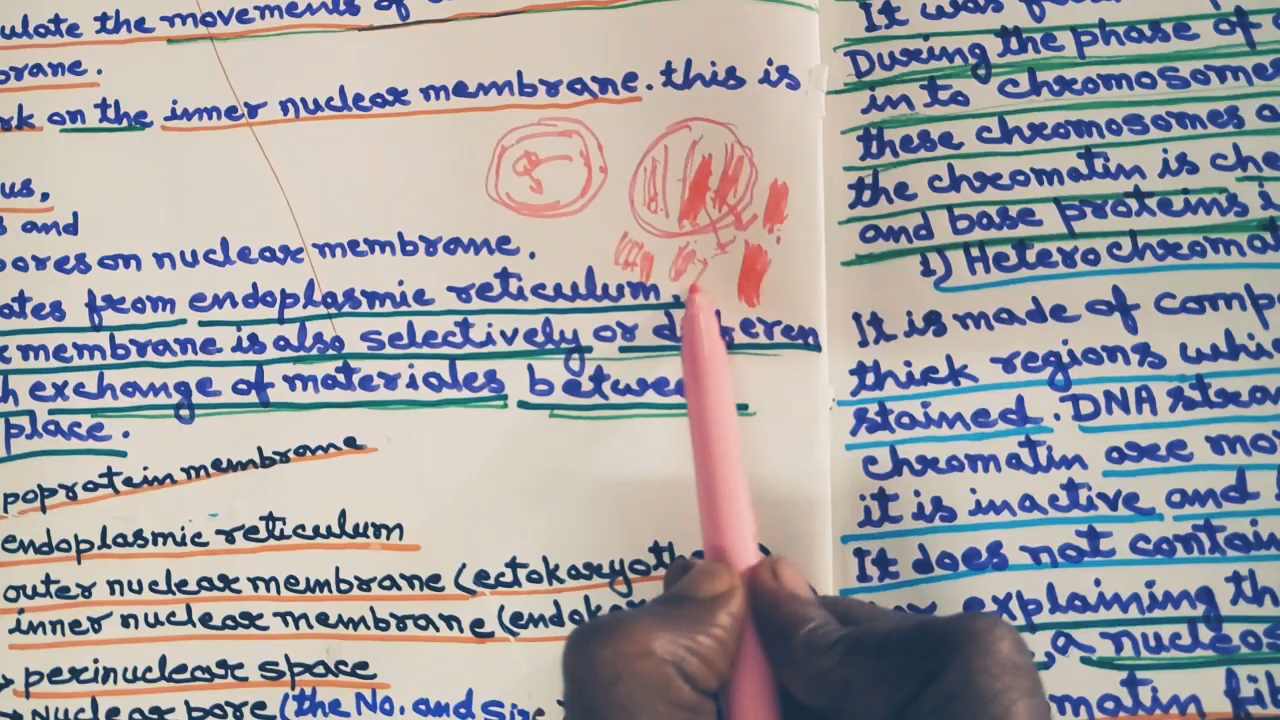 ulate the movements of
brane.
rk on the inner nuclear membrane. this is
us,
s and
pores on nuclear membrane.
ates from endoplasmic reticulum.
membrane is also selectively or
h exchange of materiales between
place.
poprotein membrane
endoplasmic reticulum
outer nuclear membrane (ectokaryothe
inner nuclear membrane (endokar
perinuclear space
Nuclear pore (the No. and size
It was
During the phase of
in to chromosomes
these chromosomes
the chromatin is che
and base proteins i
1) Heterochromat
It is made of comp
thick regions whi
stained. DNA stran
chromatin are mo
it is inactive and
It does not contain
explaining th
, a nucleos
matin fib